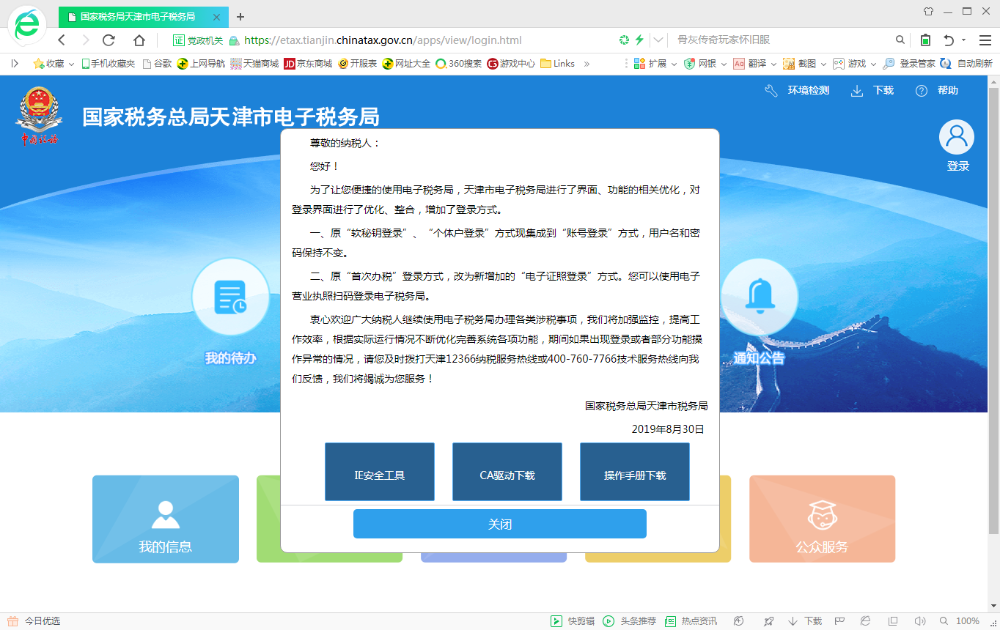 国家税务局天津市电子税务局
证 党政机关 https://etax.tianjin.chinatax.gov.cn/apps/view/login.html 骨灰传奇玩家怀旧服
收藏 手机收藏夹 谷歌 上网导航 天猫商城 JD 京东商城 开服表 网址大全 360搜索 游戏中心 Links » 扩展 网银 Aa 翻译 截图 游戏 登录管家 自动刷新
环境检测 下载 帮助
国家税务总局天津市电子税务局
中国税务
登录
尊敬的纳税人：
您好！
为了让您便捷的使用电子税务局，天津市电子税务局进行了界面、功能的相关优化，对
登录界面进行了优化、整合，增加了登录方式。
一、原“软秘钥登录”、“个体户登录”方式现集成到“账号登录”方式，用户名和密
码保持不变。
二、原“首次办税”登录方式，改为新增加的“电子证照登录”方式。您可以使用电子
营业执照扫码登录电子税务局。
衷心欢迎广大纳税人继续使用电子税务局办理各类涉税事项，我们将加强监控，提高工
作效率，根据实际运行情况不断优化完善系统各项功能，期间如果出现登录或者部分功能操
作异常的情况，请您及时拨打天津12366纳税服务热线或400-760-7766技术服务热线向我
们反馈，我们将竭诚为您服务！
国家税务总局天津市税务局
2019年8月30日
IE安全工具 CA驱动下载 操作手册下载
关闭
我的待办
通知公告
我的信息
公众服务
今日优选 快剪辑 头条推荐 热点资讯 下载 100%